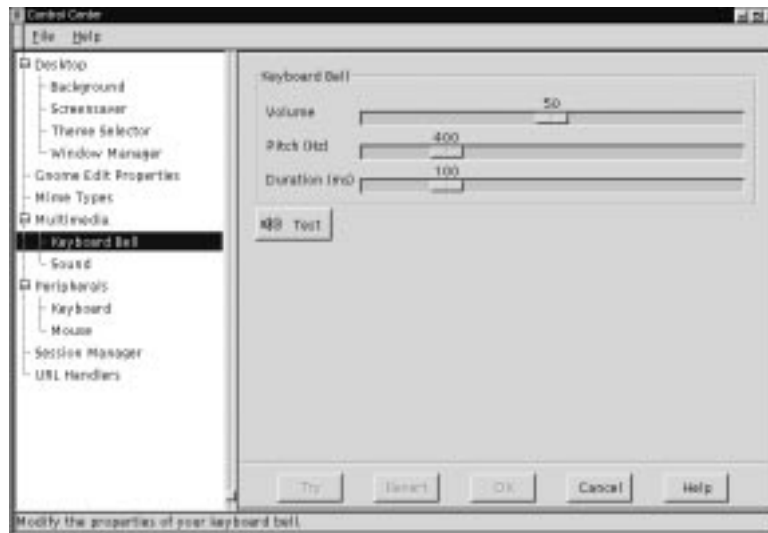 Control Center
File Help
Desktop
Background
Screensaver
Theme Selector
Window Manager
Gnome Edit Properties
Mime Types
Multimedia
Keyboard Bell
Sound
Peripherals
Keyboard
Mouse
Session Manager
URL Handlers
Keyboard Bell
Volume 50
Pitch (Hz) 400
Duration (ms) 100
Test
Try Revert OK Cancel Help
Modify the properties of your keyboard bell.